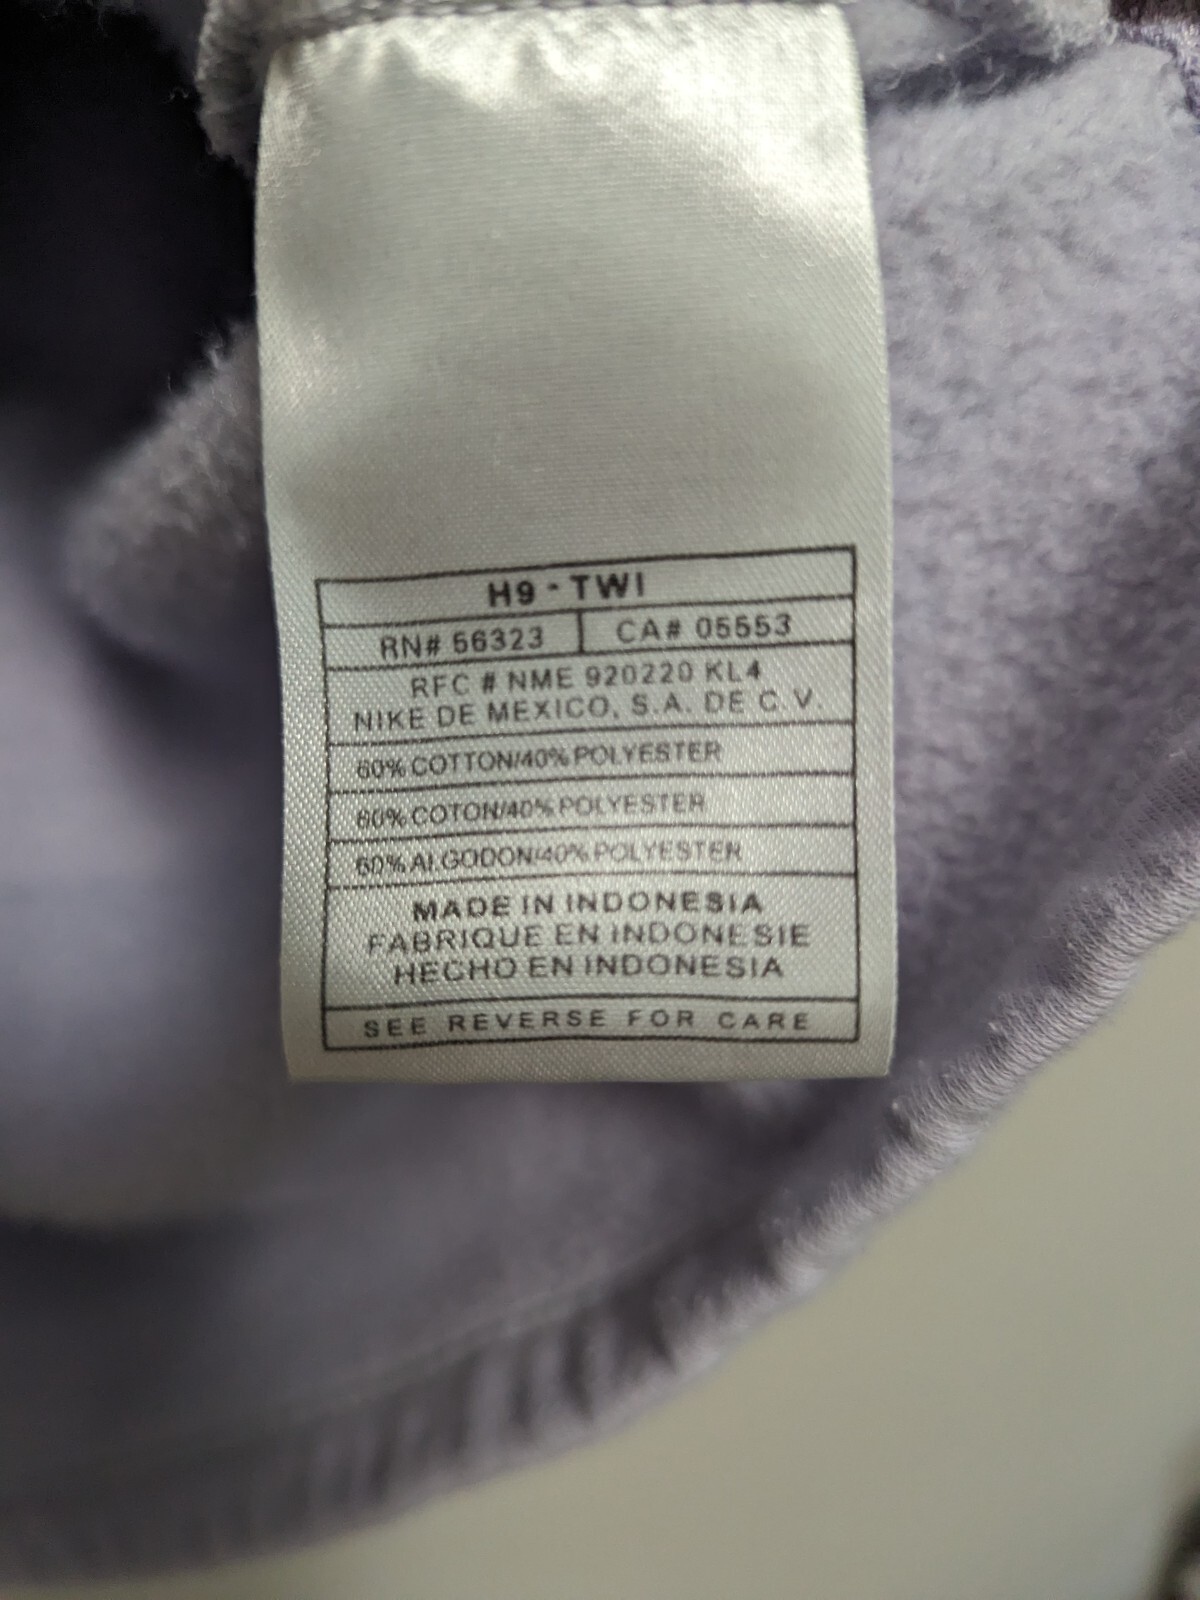 H9 - TWI
RN# 56323 CA# 05553
RFC # NME 920220 KL4
NIKE DE MEXICO, S.A. DE C.V.
60% COTTON/40% POLYESTER
60% COTON/40% POLYESTER
60% ALGODON/40% POLYESTER
MADE IN INDONESIA
FABRIQUE EN INDONESIE
HECHO EN INDONESIA
SEE REVERSE FOR CARE